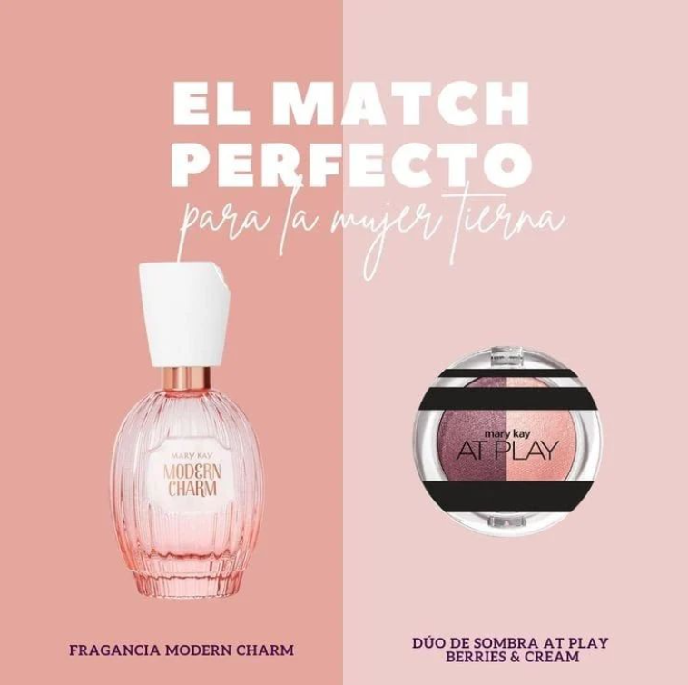 EL MATCH
PERFECTO
para la mujer tierna
MARY KAY
MODERN
CHARM
mary kay
AT PLAY
FRAGANCIA MODERN CHARM
DÚO DE SOMBRA AT PLAY
BERRIES & CREAM